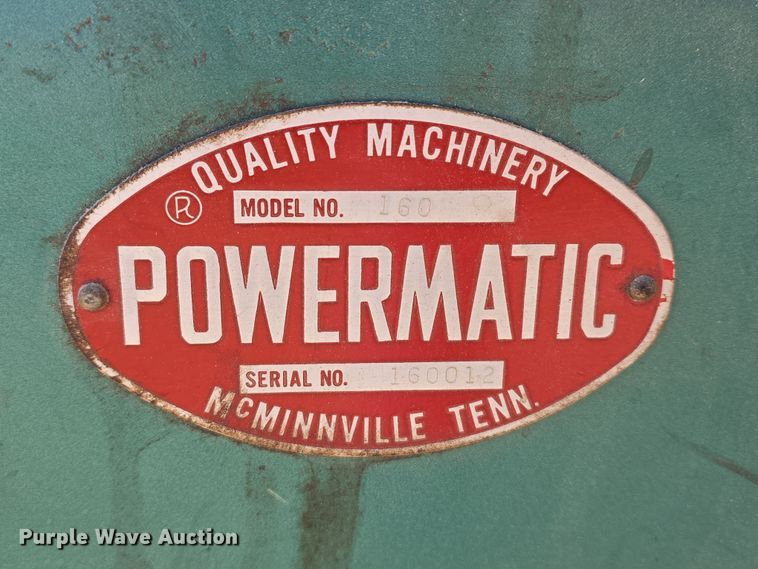 QUALITY MACHINERY
®
MODEL NO. 160
POWERMATIC
SERIAL NO. 160012
MCMINNVILLE TENN.
Purple Wave Auction